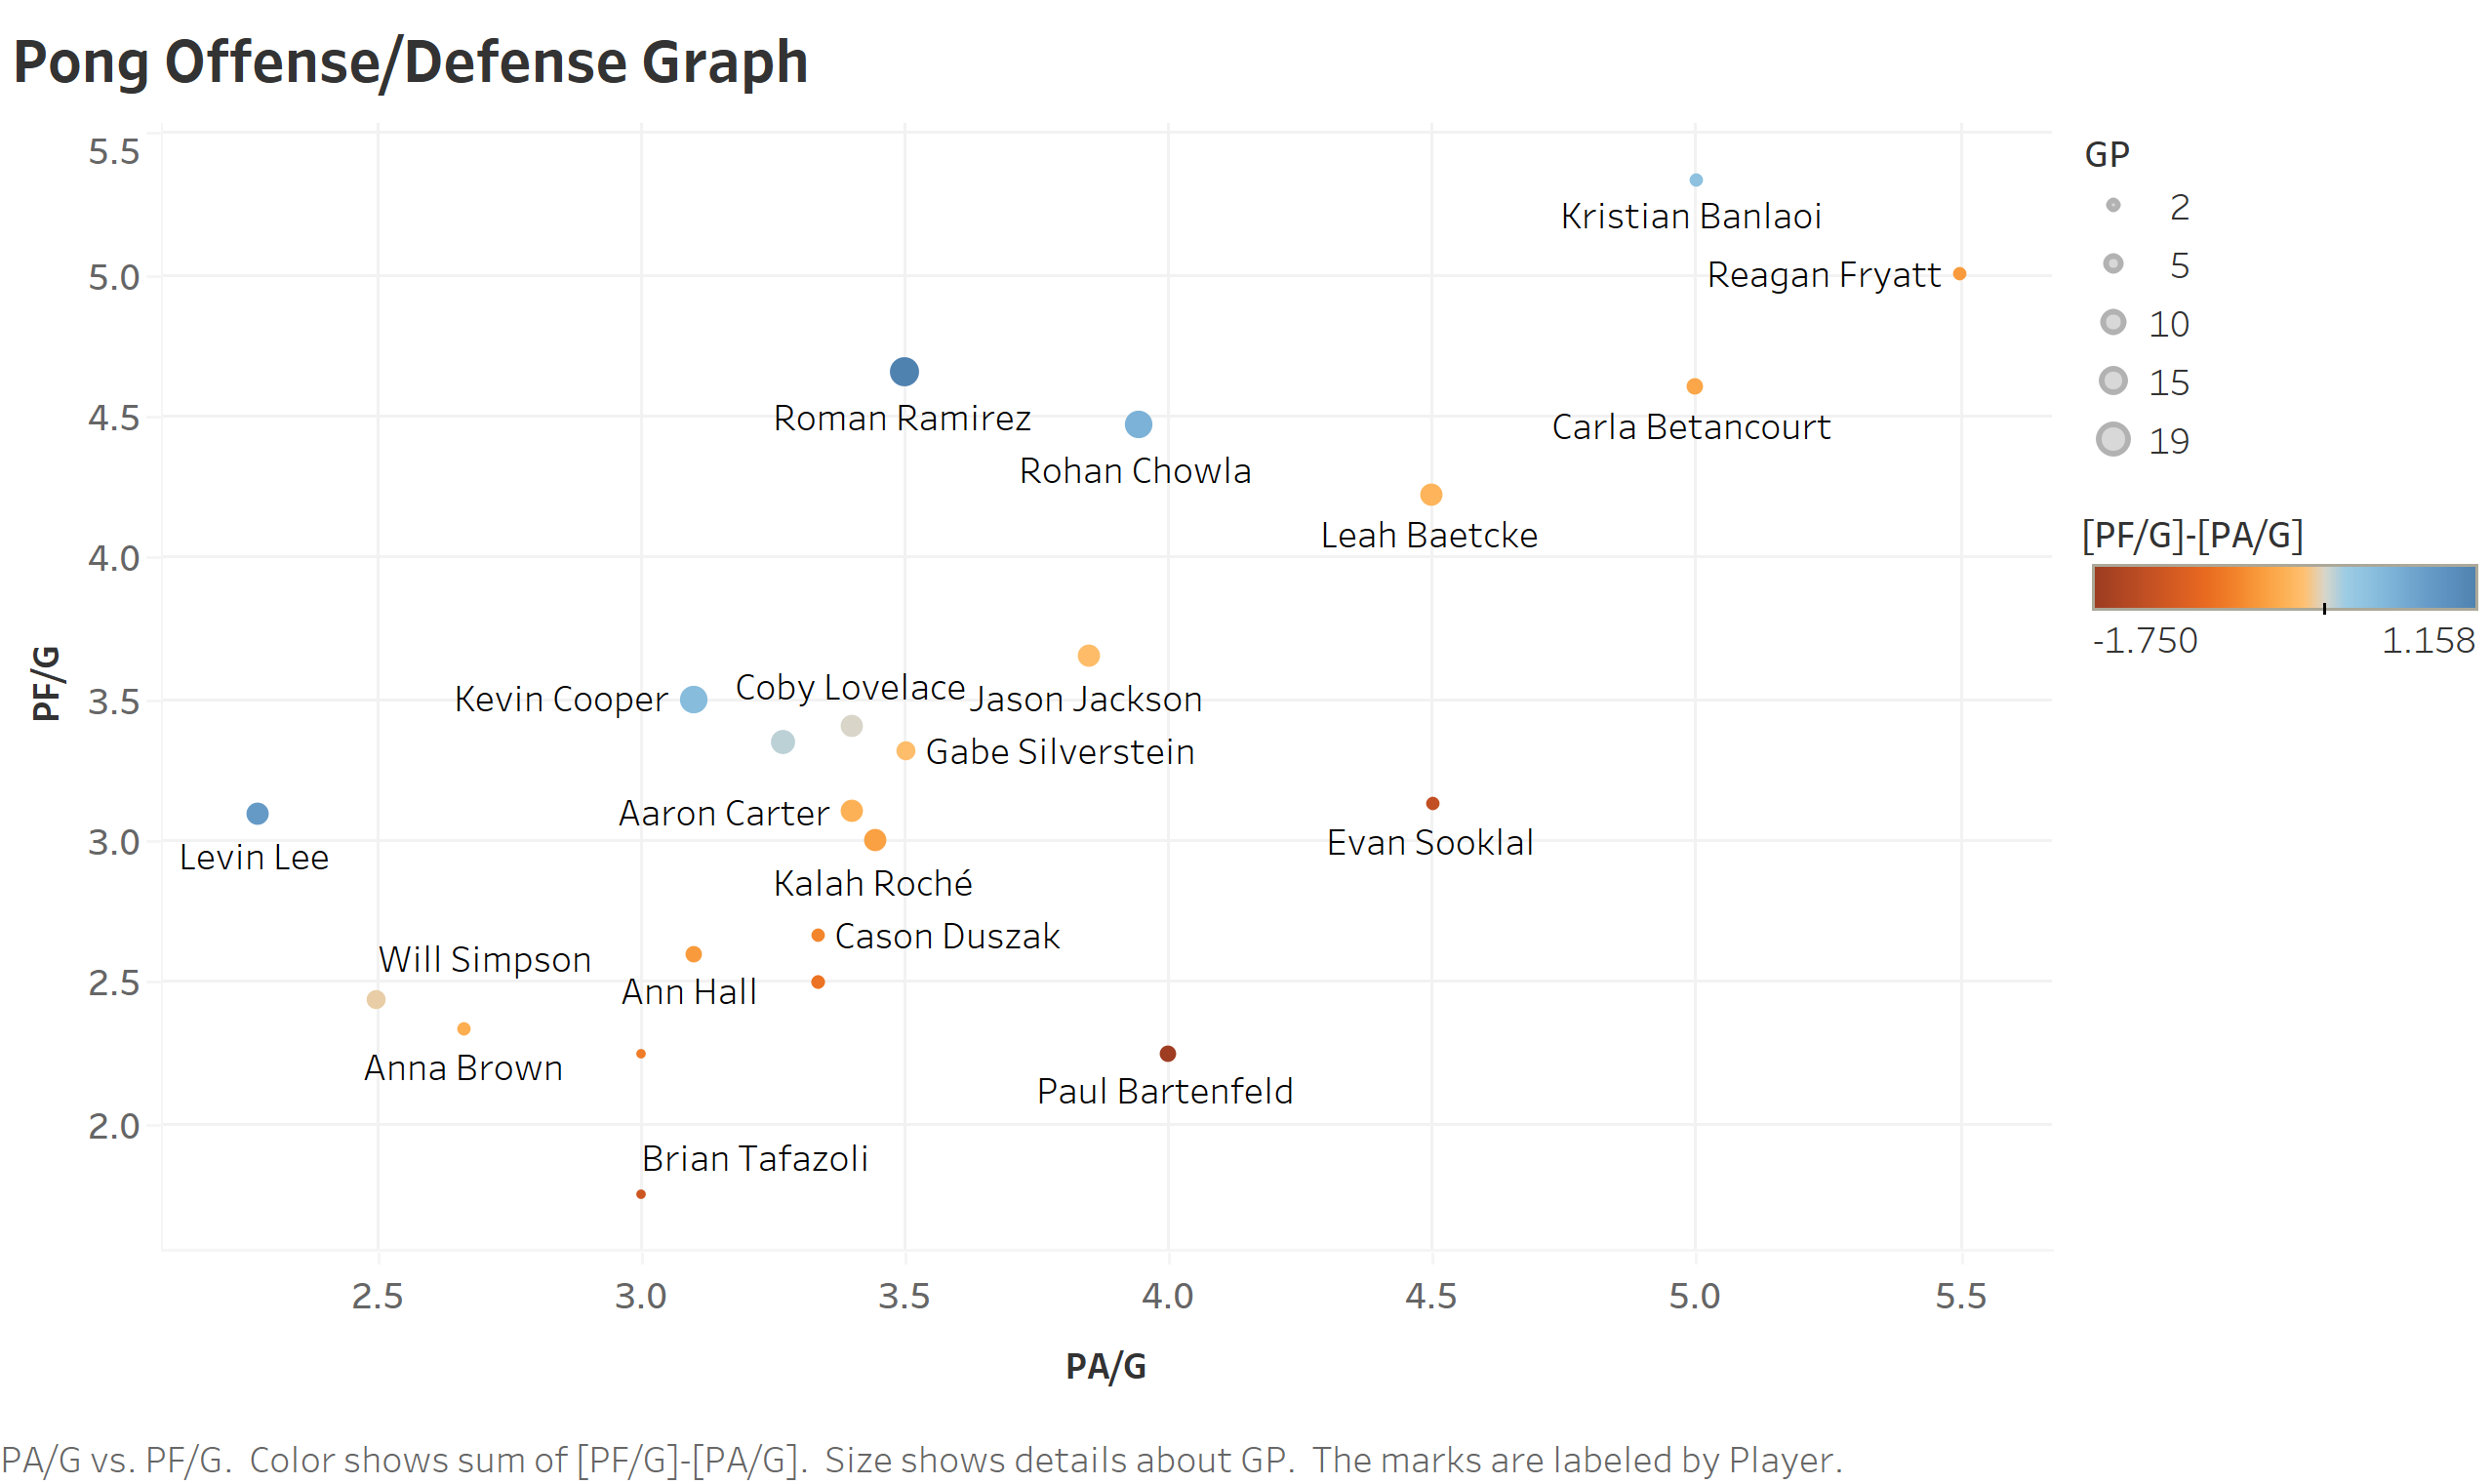 Pong Offense/Defense Graph
5.5
5.0
4.5
4.0
3.5
3.0
2.5
2.0
PF/G
Kristian Banlaoi
Reagan Fryatt
Roman Ramirez
Carla Betancourt
Rohan Chowla
Leah Baetcke
Coby Lovelace
Kevin Cooper
Jason Jackson
Gabe Silverstein
Aaron Carter
Evan Sooklal
Levin Lee
Kalah Roché
Cason Duszak
Will Simpson
Ann Hall
Anna Brown
Paul Bartenfeld
Brian Tafazoli
2.5 3.0 3.5 4.0 4.5 5.0 5.5
PA/G
GP
2
5
10
15
19
[PF/G]-[PA/G]
-1.750 1.158
PA/G vs. PF/G. Color shows sum of [PF/G]-[PA/G]. Size shows details about GP. The marks are labeled by Player.